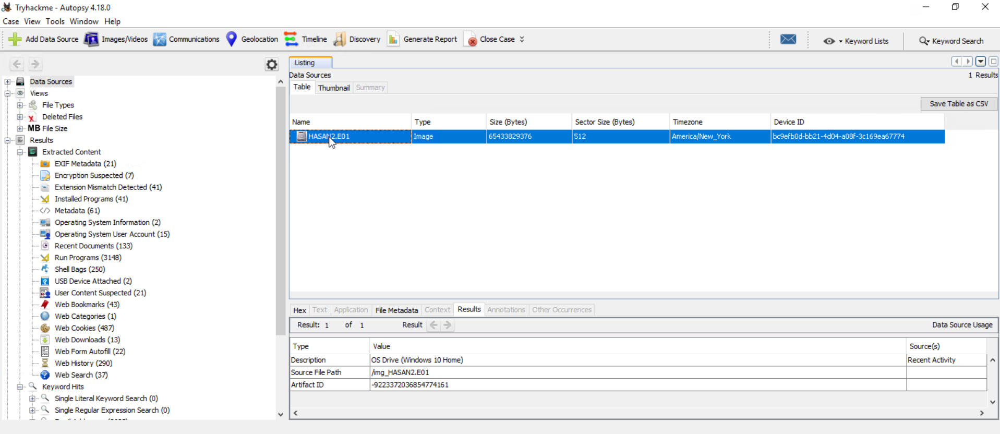 Tryhackme - Autopsy 4.18.0
Case View Tools Window Help
Add Data Source Images/Videos Communications Geolocation Timeline Discovery Generate Report Close Case Keyword Lists Keyword Search
Listing
Data Sources 1 Results
Table Thumbnail Summary
Save Table as CSV
Name Type Size (Bytes) Sector Size (Bytes) Timezone Device ID
HASAN2.E01 Image 65433829376 512 America/New_York bc9efb0d-bb21-4d04-a08f-3c169ea67774
Data Sources
Views
File Types
Deleted Files
MB File Size
Results
Extracted Content
EXIF Metadata (21)
Encryption Suspected (7)
Extension Mismatch Detected (41)
Installed Programs (41)
Metadata (61)
Operating System Information (2)
Operating System User Account (15)
Recent Documents (133)
Run Programs (3148)
Shell Bags (250)
USB Device Attached (2)
User Content Suspected (21)
Web Bookmarks (43)
Web Categories (1)
Web Cookies (487)
Web Downloads (13)
Web Form Autofill (22)
Web History (290)
Web Search (37)
Keyword Hits
Single Literal Keyword Search (0)
Single Regular Expression Search (0)
Hex Text Application File Metadata Context Results Annotations Other Occurrences
Result: 1 of 1 Result Data Source Usage
Type Value Source(s)
Description OS Drive (Windows 10 Home) Recent Activity
Source File Path /img_HASAN2.E01
Artifact ID -9223372036854774161